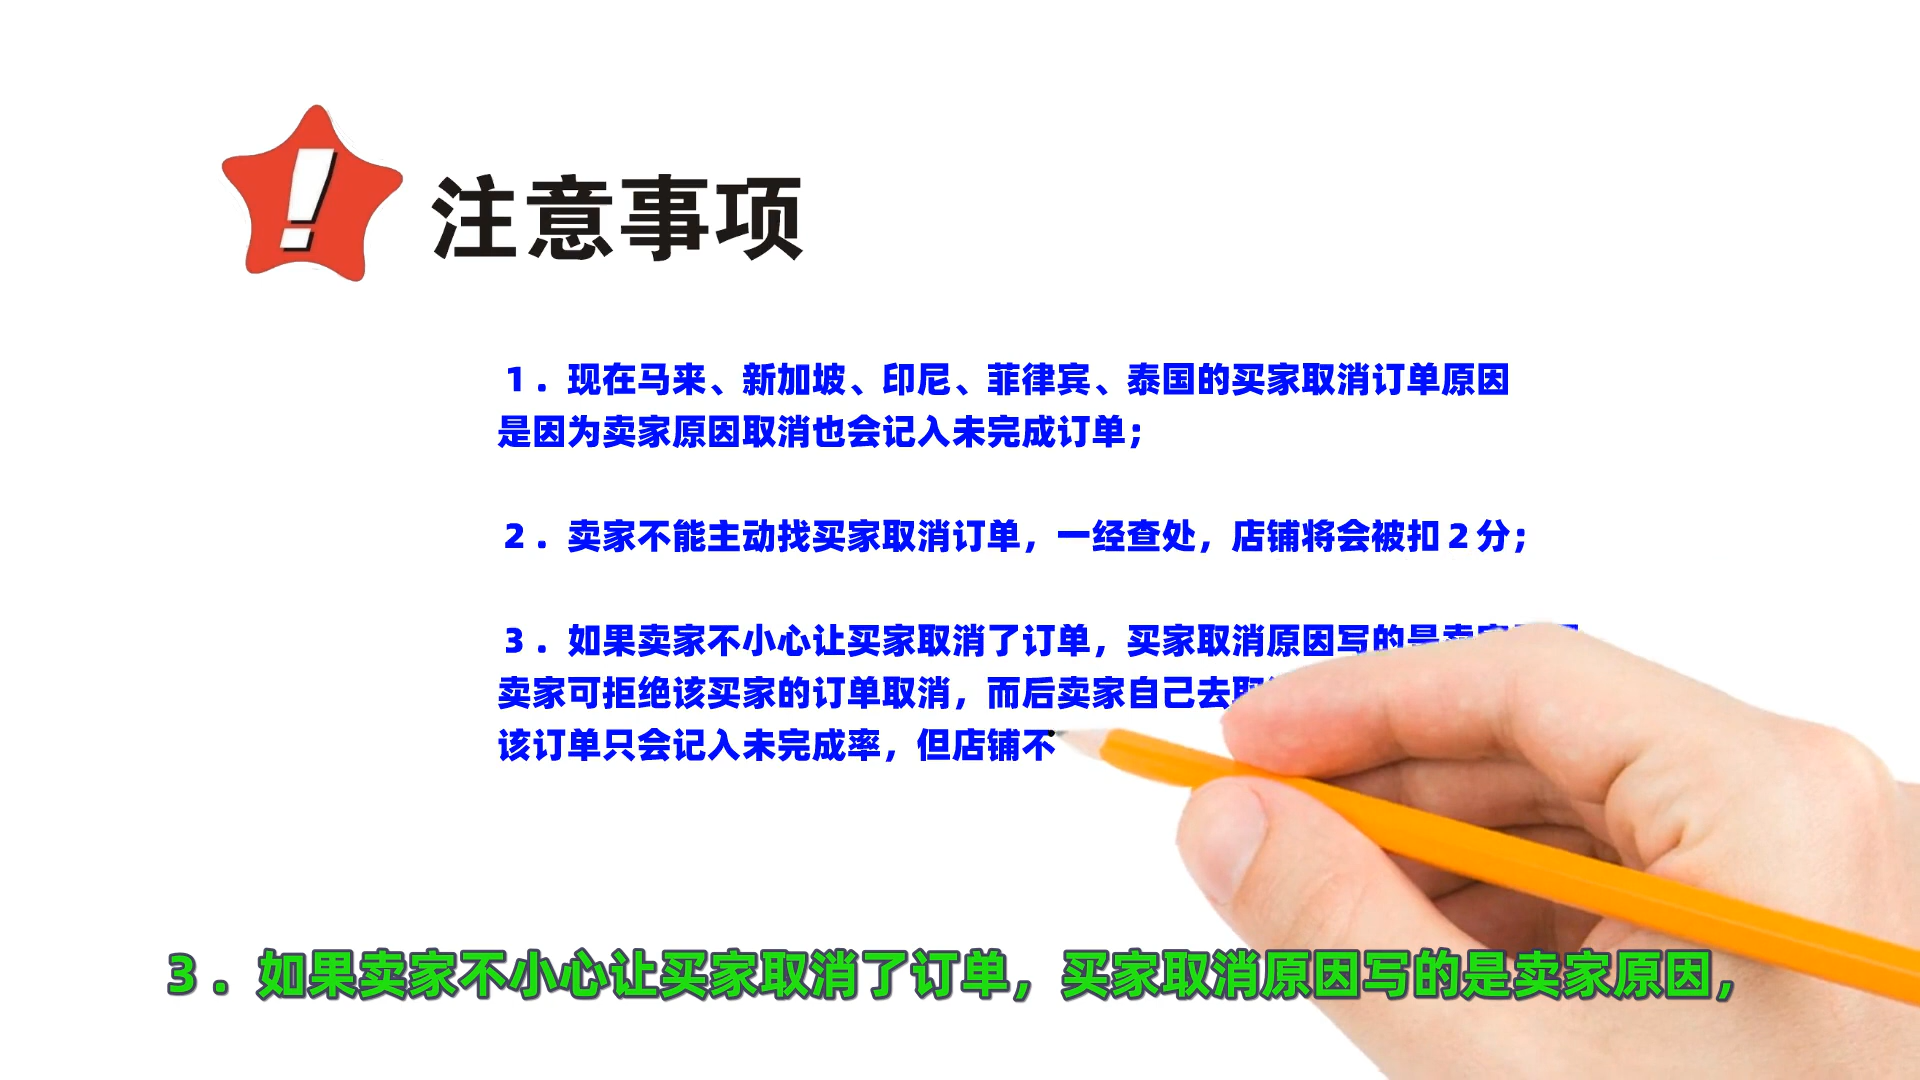 !
注意事项
1．现在马来、新加坡、印尼、菲律宾、泰国的买家取消订单原因
是因为卖家原因取消也会记入未完成订单；
2．卖家不能主动找买家取消订单，一经查处，店铺将会被扣2分；
3．如果卖家不小心让买家取消了订单，买家取消原因写的是卖家原因
卖家可拒绝该买家的订单取消，而后卖家自己去取
该订单只会记入未完成率，但店铺不
3．如果卖家不小心让买家取消了订单，买家取消原因写的是卖家原因，